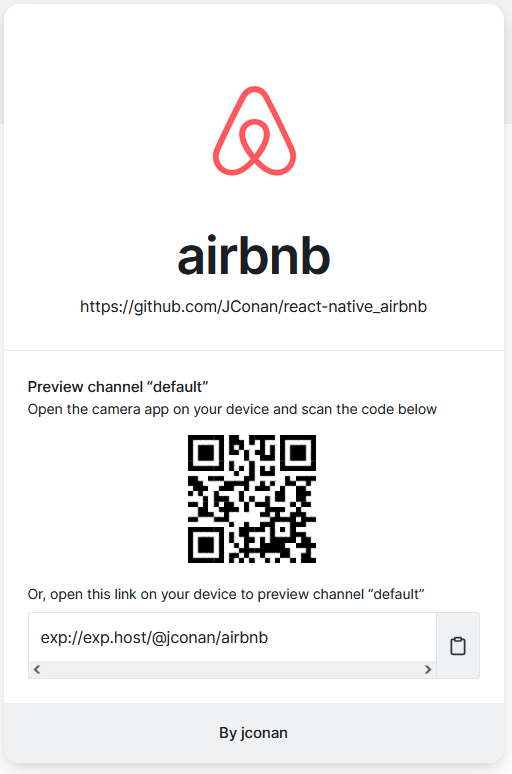 airbnb
https://github.com/JConan/react-native_airbnb
Preview channel “default”
Open the camera app on your device and scan the code below
Or, open this link on your device to preview channel “default”
exp://exp.host/@jconan/airbnb
By jconan